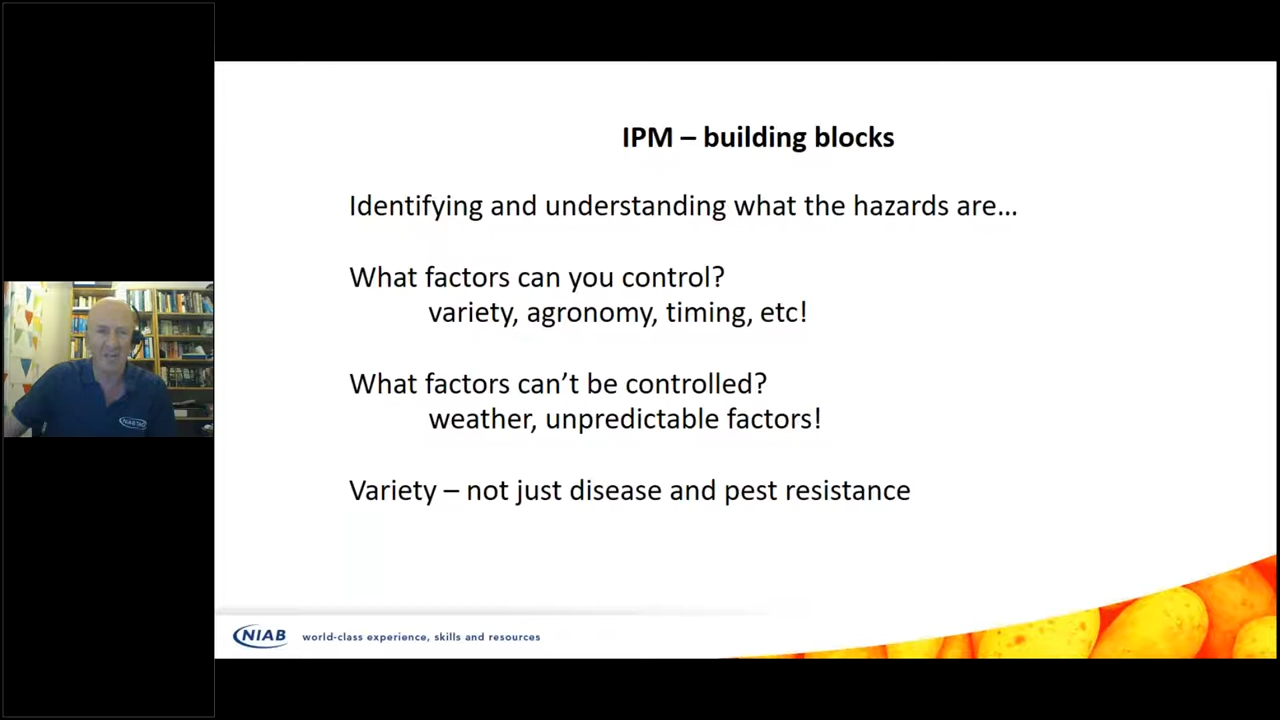 IPM – building blocks
Identifying and understanding what the hazards are...
What factors can you control?
variety, agronomy, timing, etc!
What factors can’t be controlled?
weather, unpredictable factors!
Variety – not just disease and pest resistance
NIAB world-class experience, skills and resources